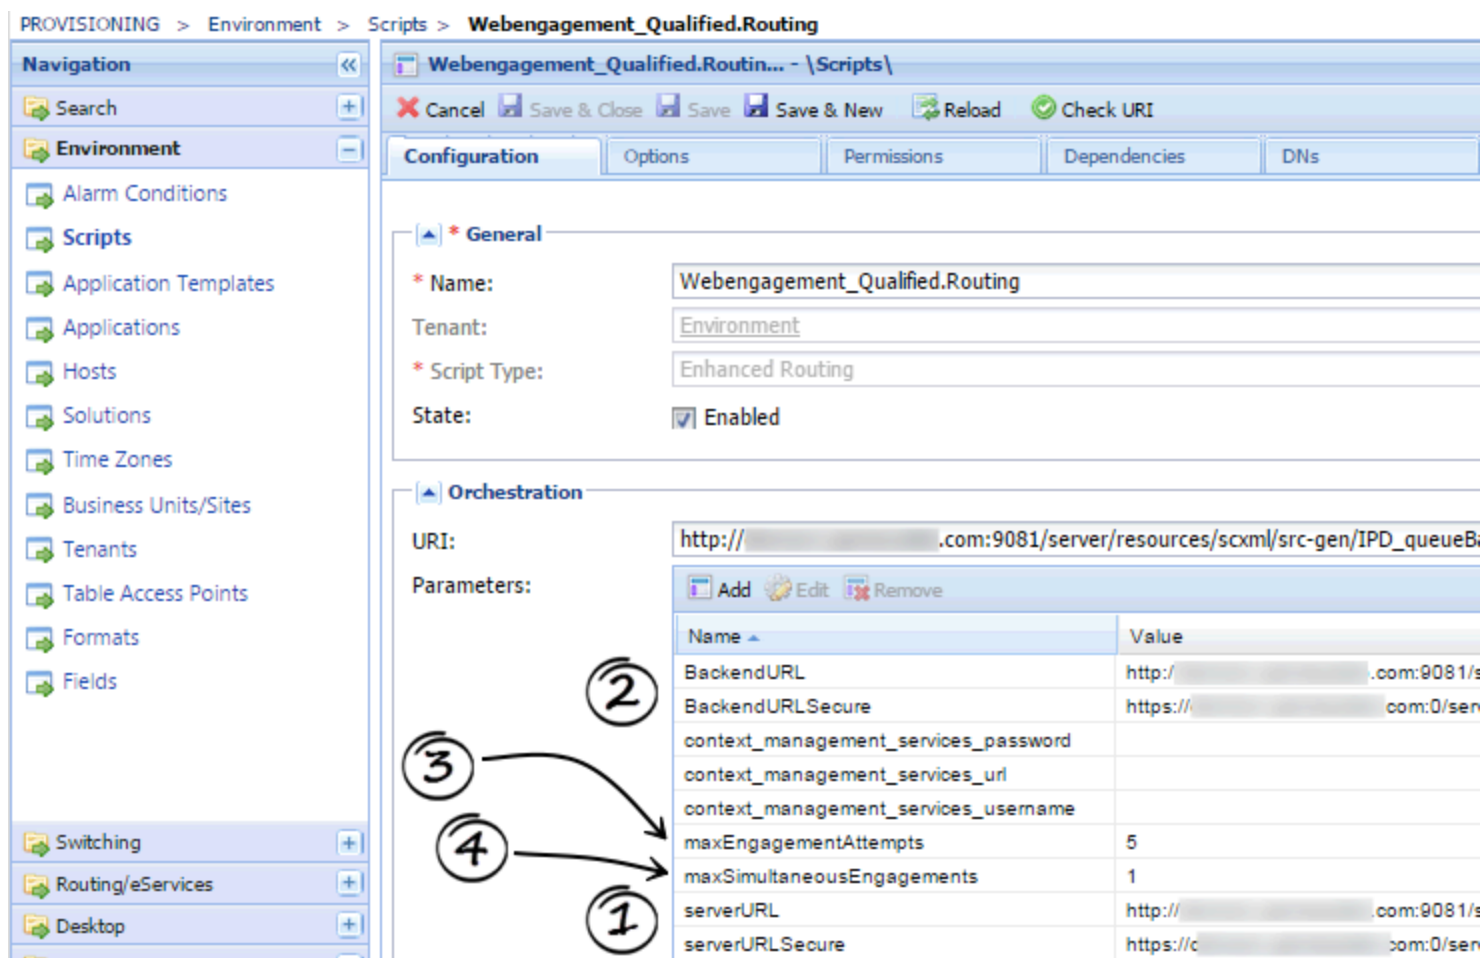 PROVISIONING > Environment > Scripts > Webengagement_Qualified.Routing
Navigation
Search
Environment
Alarm Conditions
Scripts
Application Templates
Applications
Hosts
Solutions
Time Zones
Business Units/Sites
Tenants
Table Access Points
Formats
Fields
Switching
Routing/eServices
Desktop
Webengagement_Qualified.Routin... - \Scripts\
Cancel Save & Close Save Save & New Reload Check URI
Configuration Options Permissions Dependencies DNs
* General
* Name: Webengagement_Qualified.Routing
Tenant: Environment
* Script Type: Enhanced Routing
State: Enabled
Orchestration
URI: http:// .com:9081/server/resources/scxml/src-gen/IPD_queueBa
Parameters: Add Edit Remove
Name Value
2 BackendURL http:/ .com:9081/s
BackendURLSecure https:// com:0/serv
context_management_services_password
context_management_services_url
context_management_services_username
3 maxEngagementAttempts 5
4 maxSimultaneousEngagements 1
1 serverURL http:// .com:9081/s
serverURLSecure https:// com:0/serv